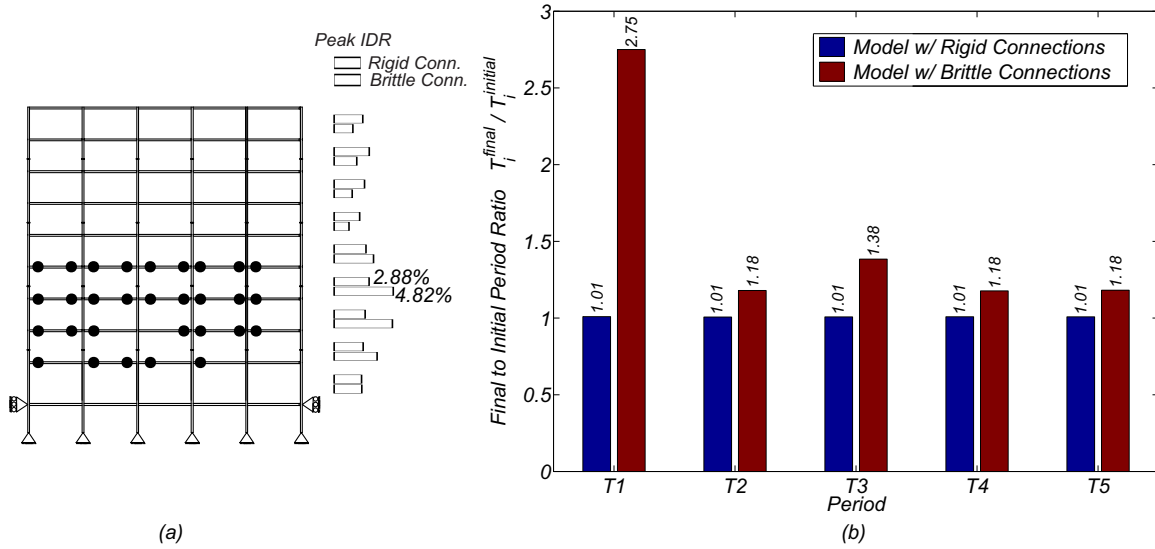 Peak IDR
Rigid Conn.
Brittle Conn.
2.88%
4.82%
(a)
Final to Initial Period Ratio T_i^final / T_i^initial
3
2.5
2
1.5
1
0.5
0
Model w/ Rigid Connections
Model w/ Brittle Connections
1.01
2.75
1.01
1.18
1.01
1.38
1.01
1.18
1.01
1.18
T1 T2 T3 T4 T5
Period
(b)